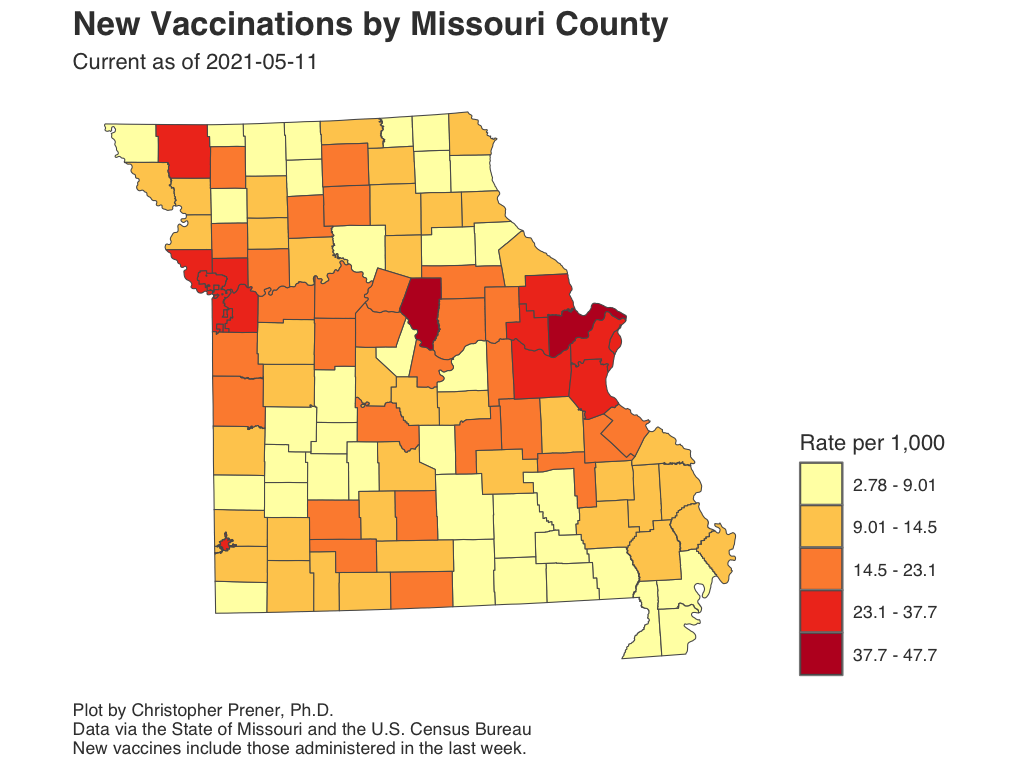 New Vaccinations by Missouri County
Current as of 2021-05-11
Rate per 1,000
2.78 - 9.01
9.01 - 14.5
14.5 - 23.1
23.1 - 37.7
37.7 - 47.7
Plot by Christopher Prener, Ph.D.
Data via the State of Missouri and the U.S. Census Bureau
New vaccines include those administered in the last week.